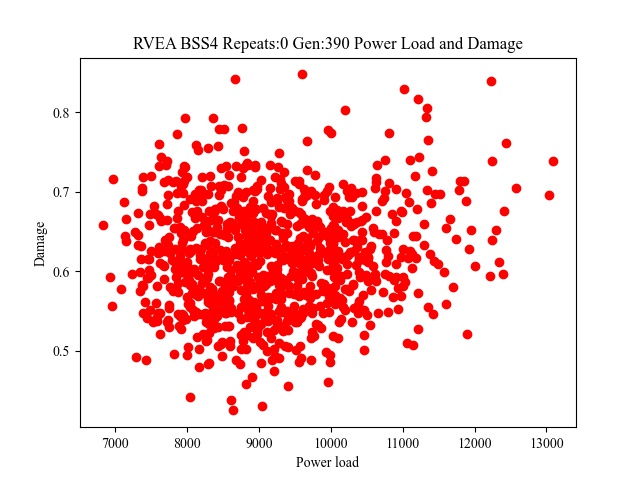 RVEA BSS4 Repeats:0 Gen:390 Power Load and Damage
0.8
0.7
0.6
0.5
Damage
7000 8000 9000 10000 11000 12000 13000
Power load